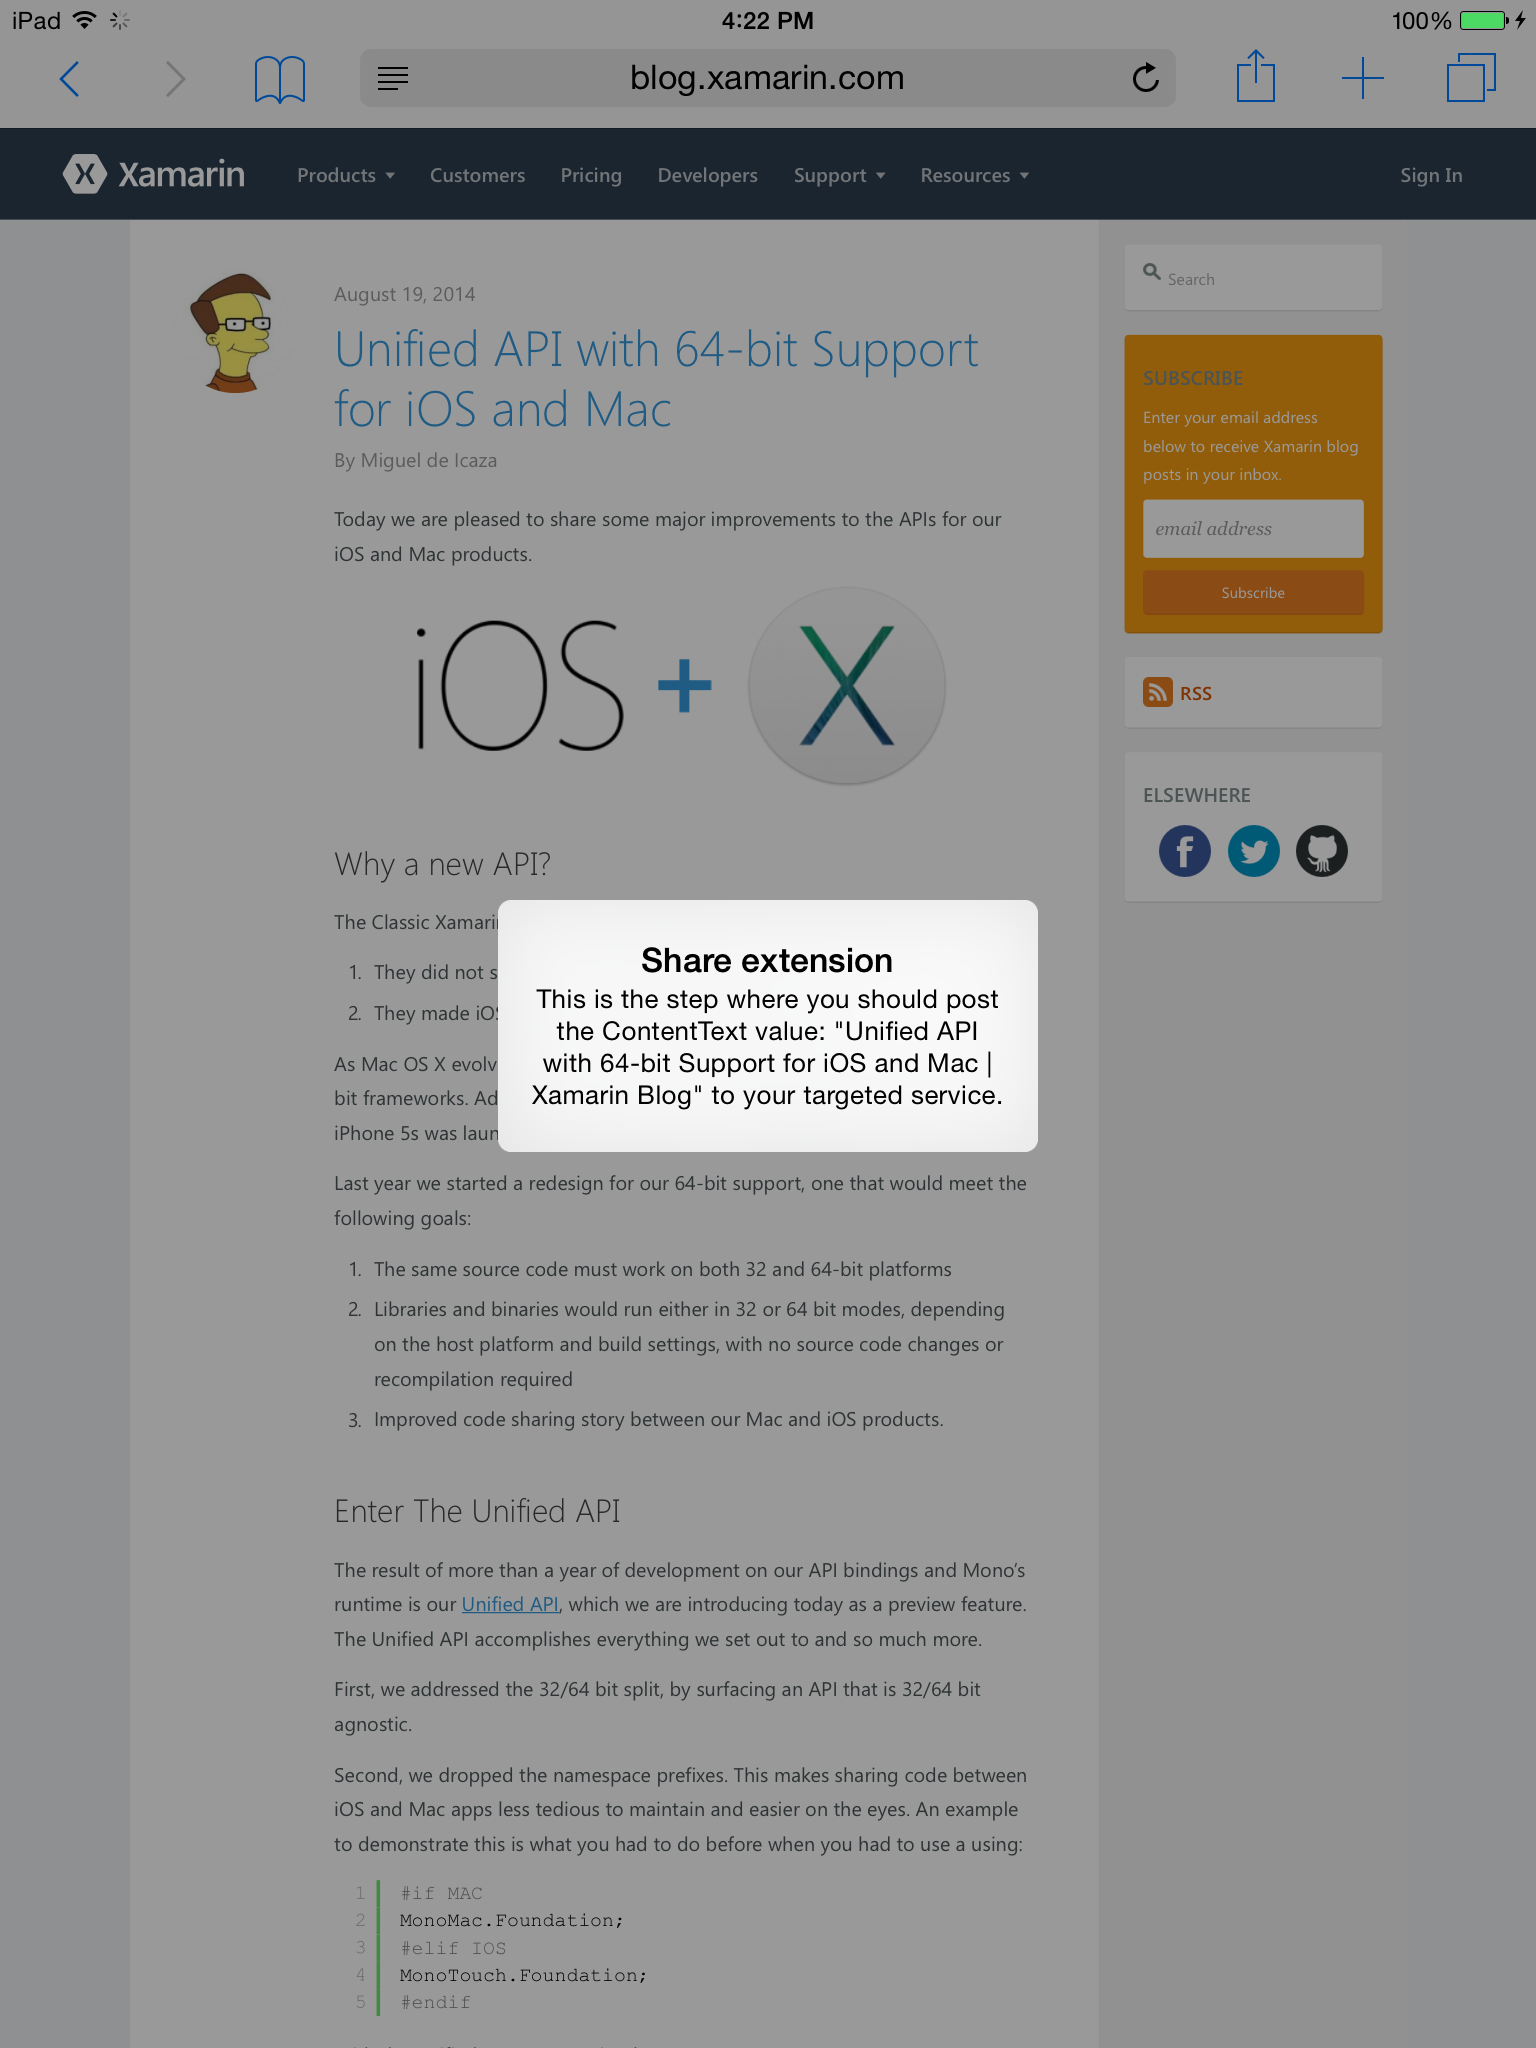 iPad
4:22 PM
100%
blog.xamarin.com
Xamarin
Products
Customers
Pricing
Developers
Support
Resources
Sign In
August 19, 2014
Unified API with 64-bit Support
for iOS and Mac
By Miguel de Icaza
Today we are pleased to share some major improvements to the APIs for our
iOS and Mac products.
iOS + X
Why a new API?
The Classic Xamari
1. They did not s
2. They made iOS
As Mac OS X evolv
bit frameworks. Ad
iPhone 5s was laun
Share extension
This is the step where you should post
the ContentText value: "Unified API
with 64-bit Support for iOS and Mac |
Xamarin Blog" to your targeted service.
Last year we started a redesign for our 64-bit support, one that would meet the
following goals:
1. The same source code must work on both 32 and 64-bit platforms
2. Libraries and binaries would run either in 32 or 64 bit modes, depending
on the host platform and build settings, with no source code changes or
recompilation required
3. Improved code sharing story between our Mac and iOS products.
Enter The Unified API
The result of more than a year of development on our API bindings and Mono’s
runtime is our Unified API, which we are introducing today as a preview feature.
The Unified API accomplishes everything we set out to and so much more.
First, we addressed the 32/64 bit split, by surfacing an API that is 32/64 bit
agnostic.
Second, we dropped the namespace prefixes. This makes sharing code between
iOS and Mac apps less tedious to maintain and easier on the eyes. An example
to demonstrate this is what you had to do before when you had to use a using:
1 #if MAC
2 MonoMac.Foundation;
3 #elif IOS
4 MonoTouch.Foundation;
5 #endif
Search
SUBSCRIBE
Enter your email address
below to receive Xamarin blog
posts in your inbox.
email address
Subscribe
RSS
ELSEWHERE